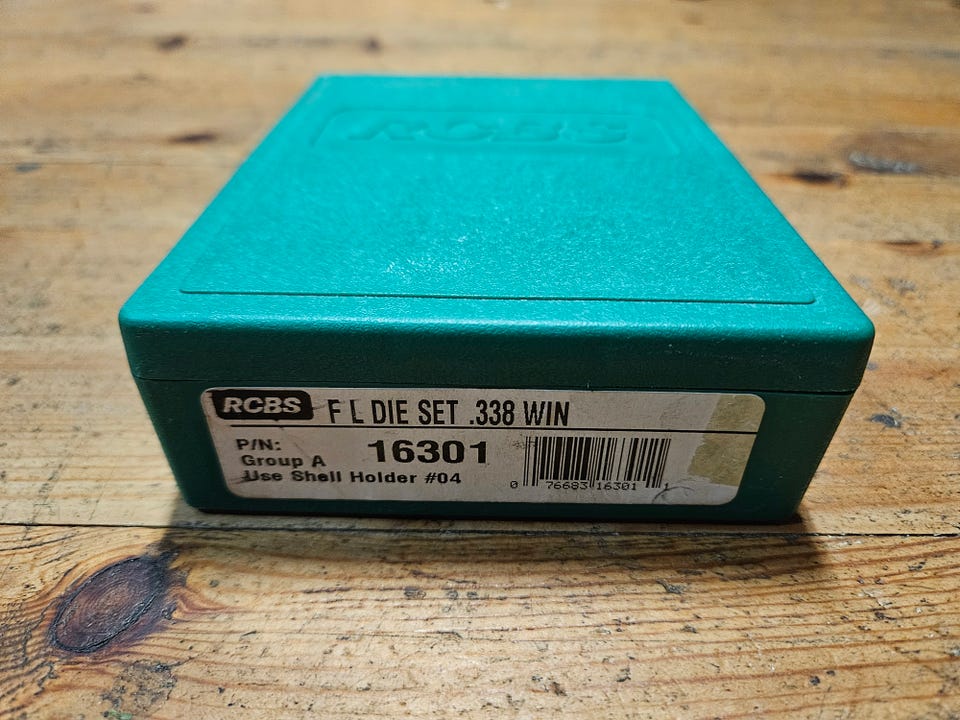 RCBS
RCBS F L DIE SET .338 WIN
P/N: 16301
Group A
Use Shell Holder #04
0 76683 16301 1